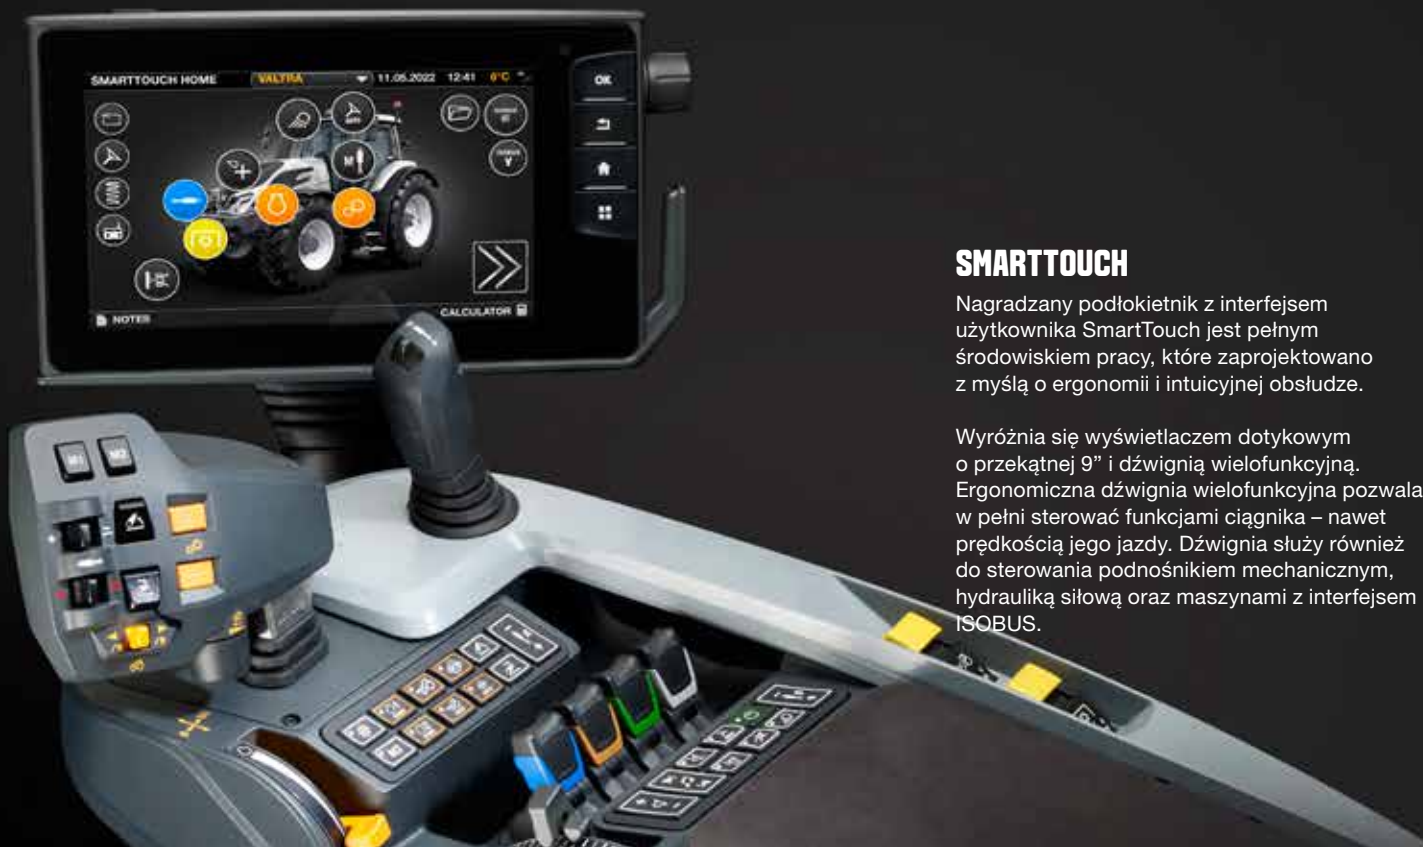 SMARTTOUCH HOME
VALTRA
11.05.2022 12:41 6°C
OK
NOTES
CALCULATOR
M1 M2
SMARTTOUCH
Nagradzany podłokietnik z interfejsem
użytkownika SmartTouch jest pełnym
środowiskiem pracy, które zaprojektowano
z myślą o ergonomii i intuicyjnej obsłudze.
Wyróżnia się wyświetlaczem dotykowym
o przekątnej 9” i dźwignią wielofunkcyjną.
Ergonomiczna dźwignia wielofunkcyjna pozwala
w pełni sterować funkcjami ciągnika – nawet
prędkością jego jazdy. Dźwignia służy również
do sterowania podnośnikiem mechanicznym,
hydrauliką siłową oraz maszynami z interfejsem
ISOBUS.